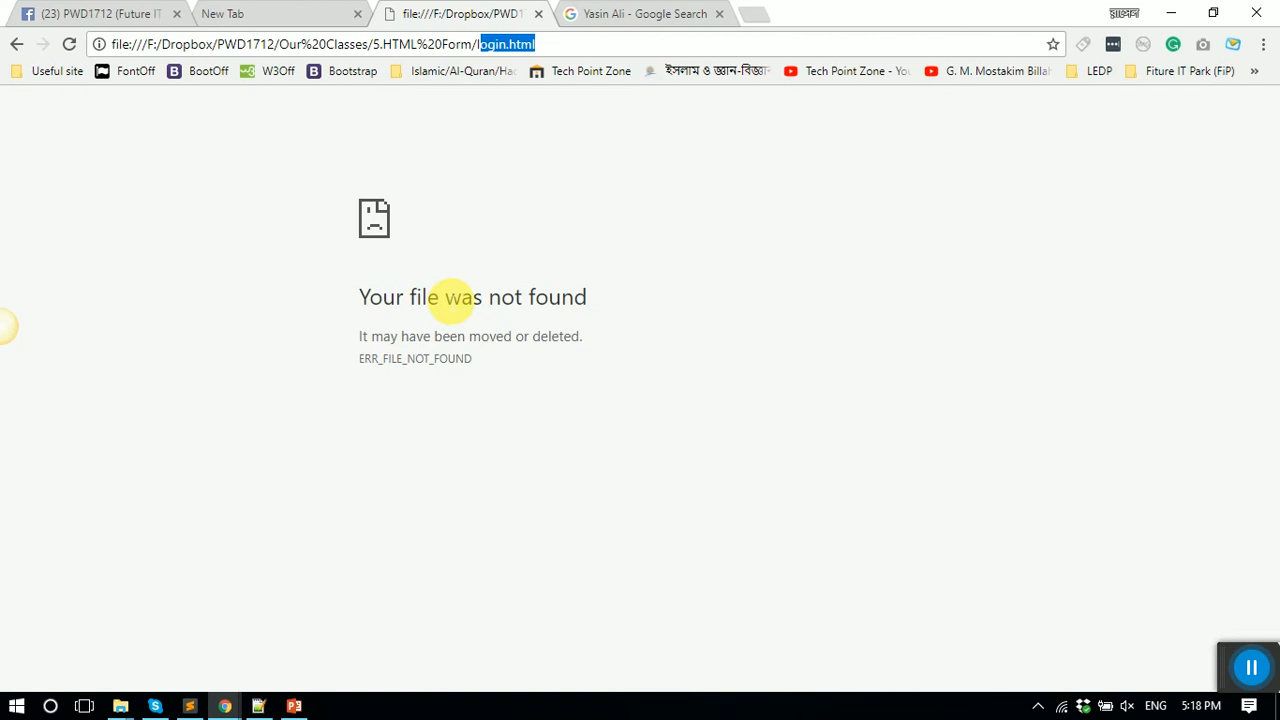 (23) PWD1712 (Future IT
New Tab
file:///F:/Dropbox/PWD1
Yasin Ali - Google Search
file:///F:/Dropbox/PWD1712/Our%20Classes/5.HTML%20Form/login.html
Useful site
FontOff
BootOff
W3Off
Bootstrap
Islamic/Al-Quran/Ha
Tech Point Zone
ইসলাম ও জ্ঞান-বিজ্ঞা
Tech Point Zone - Yo
G. M. Mostakim Billa
LEDP
Fiture IT Park (FiP)
Your file was not found
It may have been moved or deleted.
ERR_FILE_NOT_FOUND
ENG
5:18 PM